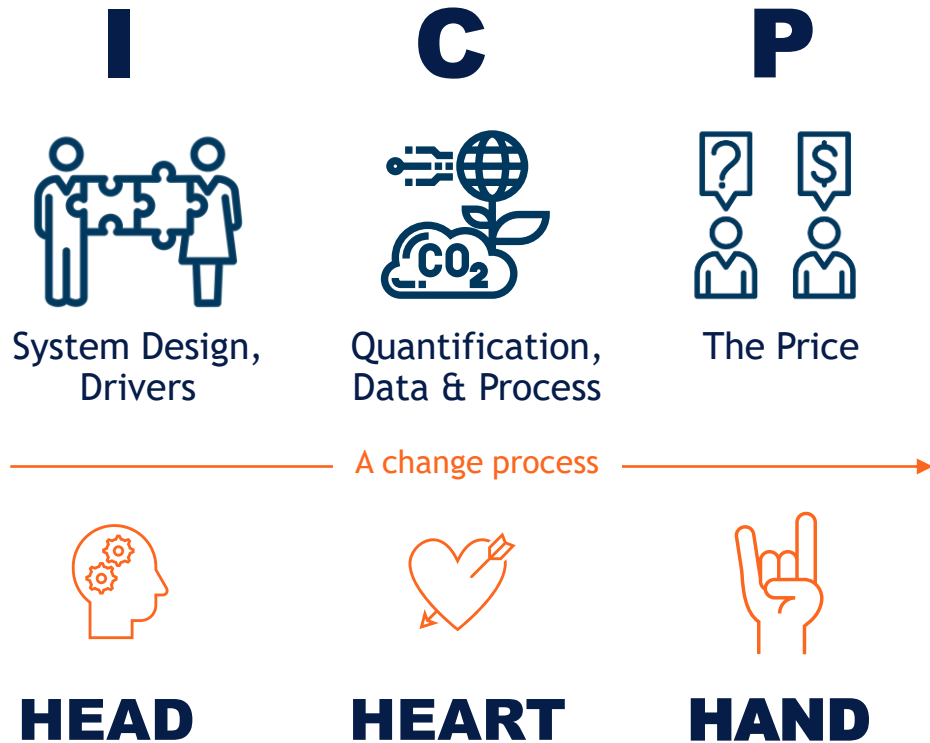 I C P
? $
CO2
System Design,
Drivers
Quantification,
Data & Process
The Price
A change process
HEAD HEART HAND